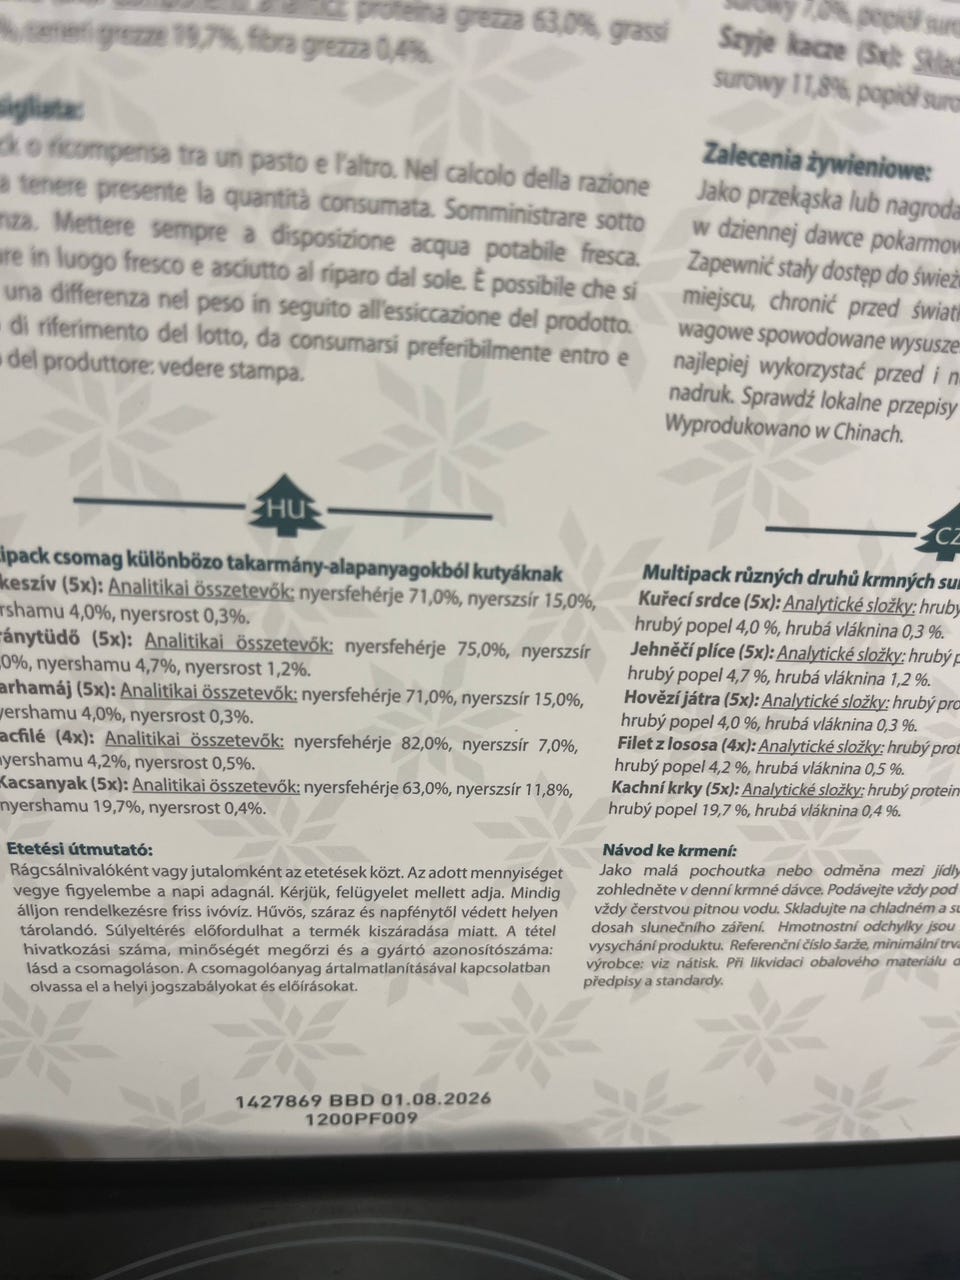 proteina grezza 63,0%, grassi
grezze 19,7%, fibra grezza 0,4%.
o ricompensa tra un pasto e l'altro. Nel calcolo della razione
a tenere presente la quantità consumata. Somministrare sotto
nza. Mettere sempre a disposizione acqua potabile fresca.
re in luogo fresco e asciutto al riparo dal sole. È possibile che si
una differenza nel peso in seguito all'essiccazione del prodotto.
di riferimento del lotto, da consumarsi preferibilmente entro e
del produttore: vedere stampa.
surowy 7,0%, popiół
Szyje kacze (5x):
surowy 11,8%, popiół
Zalecenia żywieniowe:
Jako przekąska lub nagroda
w dziennej dawce
Zapewnić stały dostęp do
miejscu, chronić przed
wagowe spowodowane
najlepiej wykorzystać przed i
nadruk. Sprawdź lokalne przepisy
Wyprodukowano w Chinach.
HU
ipack csomag különbözo takarmány-alapanyagokból kutyáknak
keszív (5x): Analitikai összetevők: nyersfehérje 71,0%, nyerszsír 15,0%,
rshamu 4,0%, nyersrost 0,3%.
ránytüdő (5x): Analitikai összetevők: nyersfehérje 75,0%, nyerszsír
,0%, nyershamu 4,7%, nyersrost 1,2%.
arhamáj (5x): Analitikai összetevők: nyersfehérje 71,0%, nyerszsír 15,0%,
yershamu 4,0%, nyersrost 0,3%.
acfilé (4x): Analitikai összetevők: nyersfehérje 82,0%, nyerszsír 7,0%,
nyershamu 4,2%, nyersrost 0,5%.
Kacsanyak (5x): Analitikai összetevők: nyersfehérje 63,0%, nyerszsír 11,8%,
nyershamu 19,7%, nyersrost 0,4%.
Etetési útmutató:
Rágcsálnivalóként vagy jutalomként az etetések közt. Az adott mennyiséget
vegye figyelembe a napi adagnál. Kérjük, felügyelet mellett adja. Mindig
álljon rendelkezésre friss ivóvíz. Hűvös, száraz és napfénytől védett helyen
tárolandó. Súlyeltérés előfordulhat a termék kiszáradása miatt. A tétel
hivatkozási száma, minőségét megőrzi és a gyártó azonosítószáma:
lásd a csomagoláson. A csomagolóanyag ártalmatlanításával kapcsolatban
olvassa el a helyi jogszabályokat és előírásokat.
CZ
Multipack různých druhů krmných
Kuřecí srdce (5x): Analytické složky: hrubý
hrubý popel 4,0 %, hrubá vláknina 0,3 %.
Jehněčí plíce (5x): Analytické složky: hrubý
hrubý popel 4,7 %, hrubá vláknina 1,2 %.
Hovězí játra (5x): Analytické složky: hrubý pro
hrubý popel 4,0 %, hrubá vláknina 0,3 %.
Filet z lososa (4x): Analytické složky: hrubý prot
hrubý popel 4,2 %, hrubá vláknina 0,5 %.
Kachní krky (5x): Analytické složky: hrubý protein
hrubý popel 19,7 %, hrubá vláknina 0,4 %.
Návod ke krmení:
Jako malá pochoutka nebo odměna mezi jídly
zohledněte v denní krmné dávce. Podávejte vždy pod
vždy čerstvou pitnou vodu. Skladujte na chladném a
dosah slunečního záření. Hmotnostní odchylky jsou
vysychání produktu. Referenční číslo šarže, minimální
výrobce: viz nátisk. Při likvidaci obalového materiálu
předpisy a standardy.
1427869 BBD 01.08.2026
1200PF009